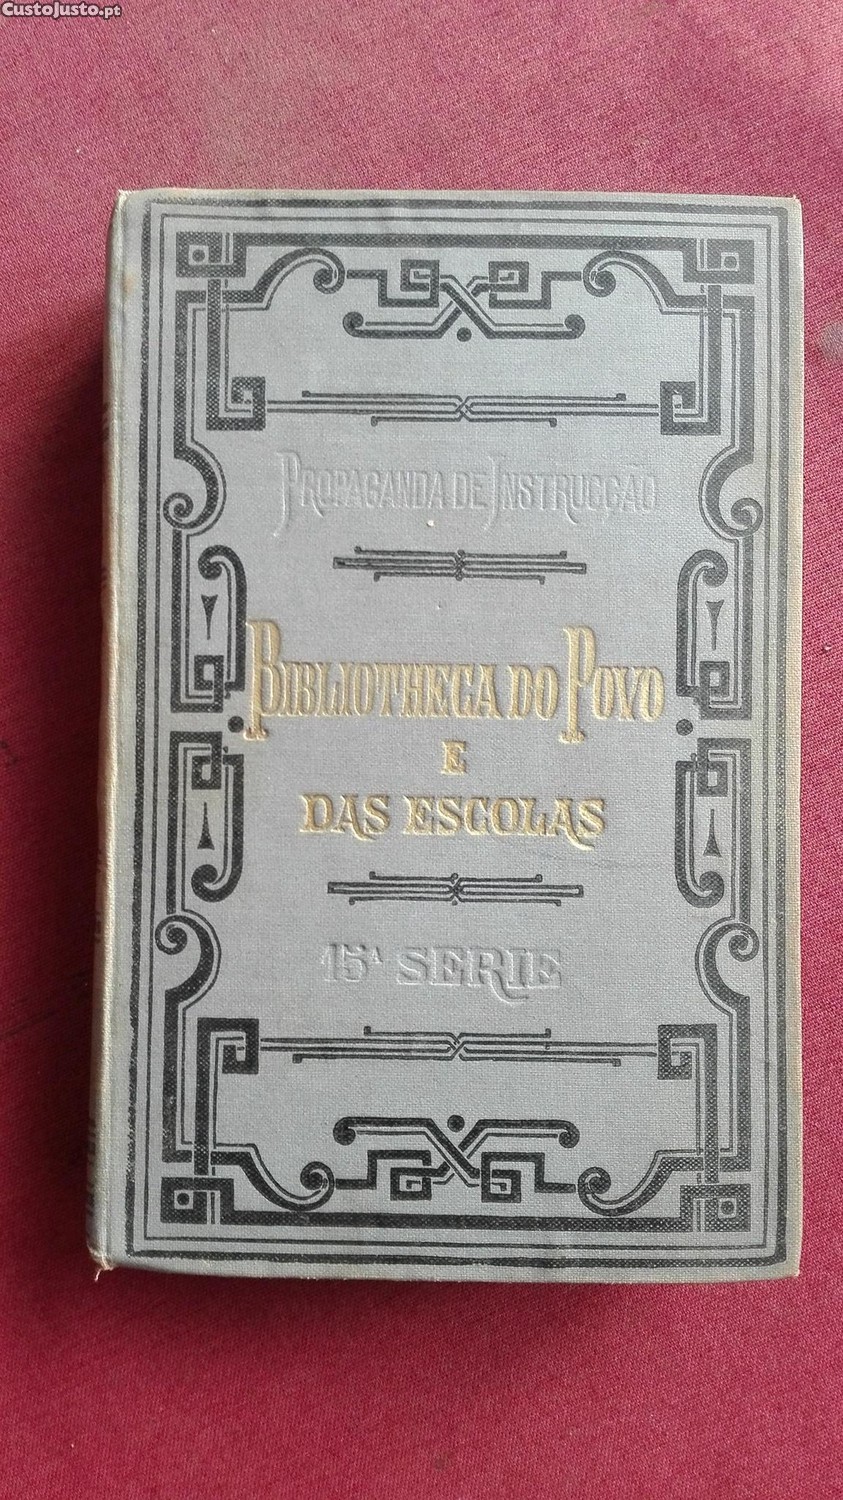 CustoJusto.pt
PROPAGANDA DE INSTRUCÇÃO
BIBLIOTHECA DO POVO
E
DAS ESCOLAS
15ª SERIE